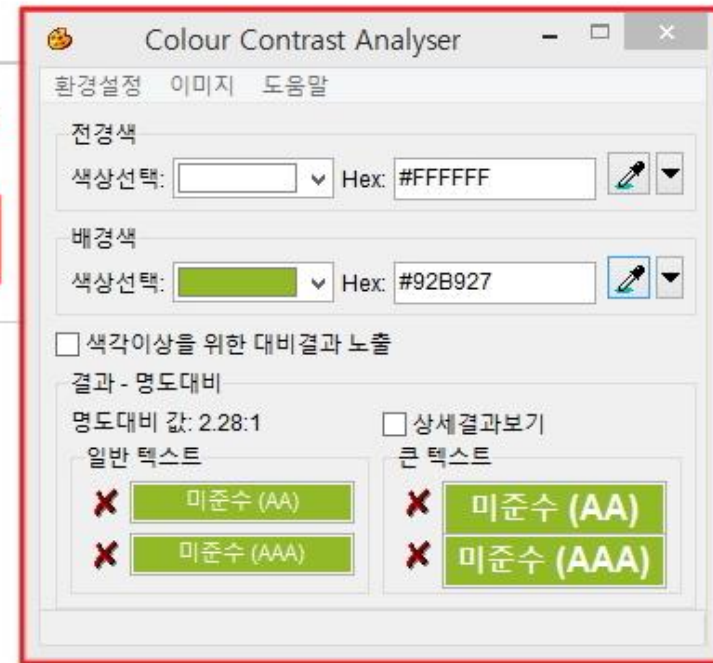 Colour Contrast Analyser
환경설정 이미지 도움말
전경색
색상선택: Hex: #FFFFFF
배경색
색상선택: Hex: #92B927
색각이상을 위한 대비결과 노출
결과 - 명도대비
명도대비 값: 2.28:1 상세결과보기
일반 텍스트 큰 텍스트
미준수 (AA) 미준수 (AA)
미준수 (AAA) 미준수 (AAA)